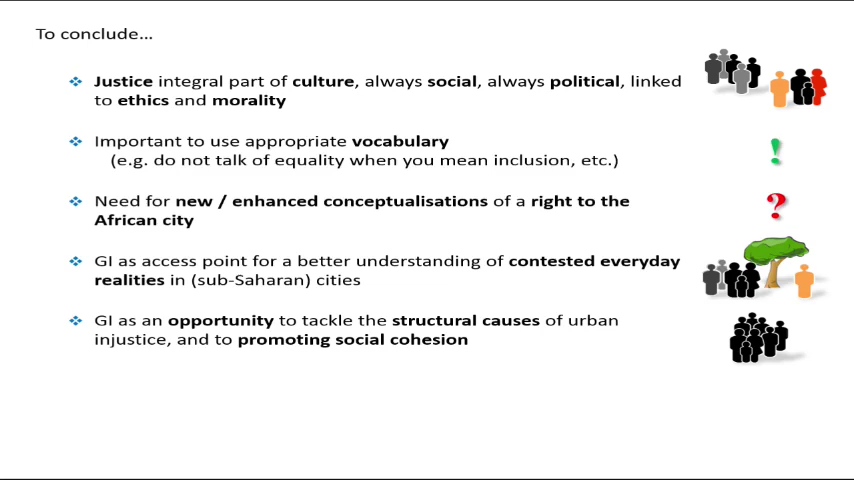 To conclude...
Justice integral part of culture, always social, always political, linked
to ethics and morality
Important to use appropriate vocabulary
(e.g. do not talk of equality when you mean inclusion, etc.)
Need for new / enhanced conceptualisations of a right to the
African city
GI as access point for a better understanding of contested everyday
realities in (sub-Saharan) cities
GI as an opportunity to tackle the structural causes of urban
injustice, and to promoting social cohesion
!
?